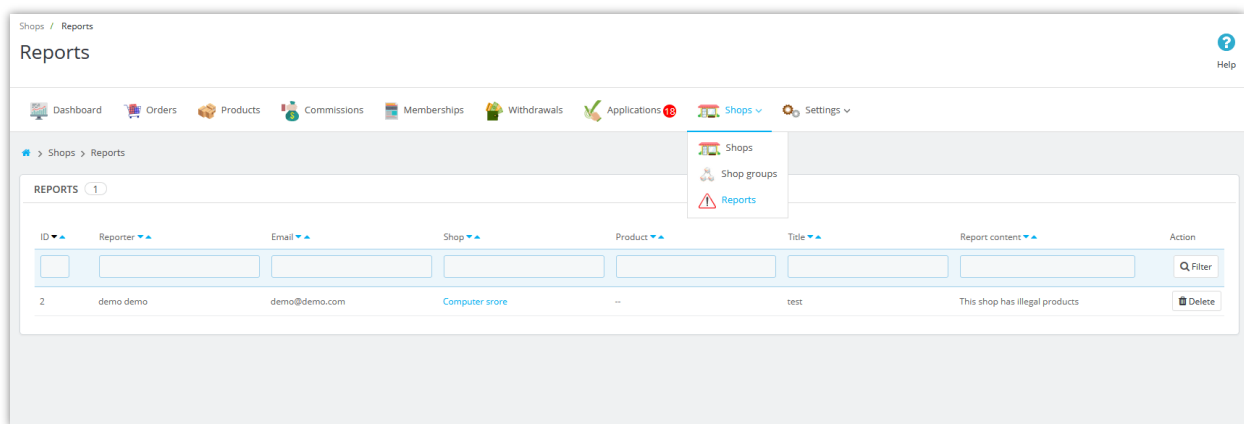 Shops / Reports
Reports
Help
Dashboard Orders Products Commissions Memberships Withdrawals Applications 18 Shops Settings
> Shops > Reports
Shops
Shop groups
Reports
REPORTS 1
ID Reporter Email Shop Product Title Report content Action
Filter
2 demo demo demo@demo.com Computer srore -- test This shop has illegal products Delete